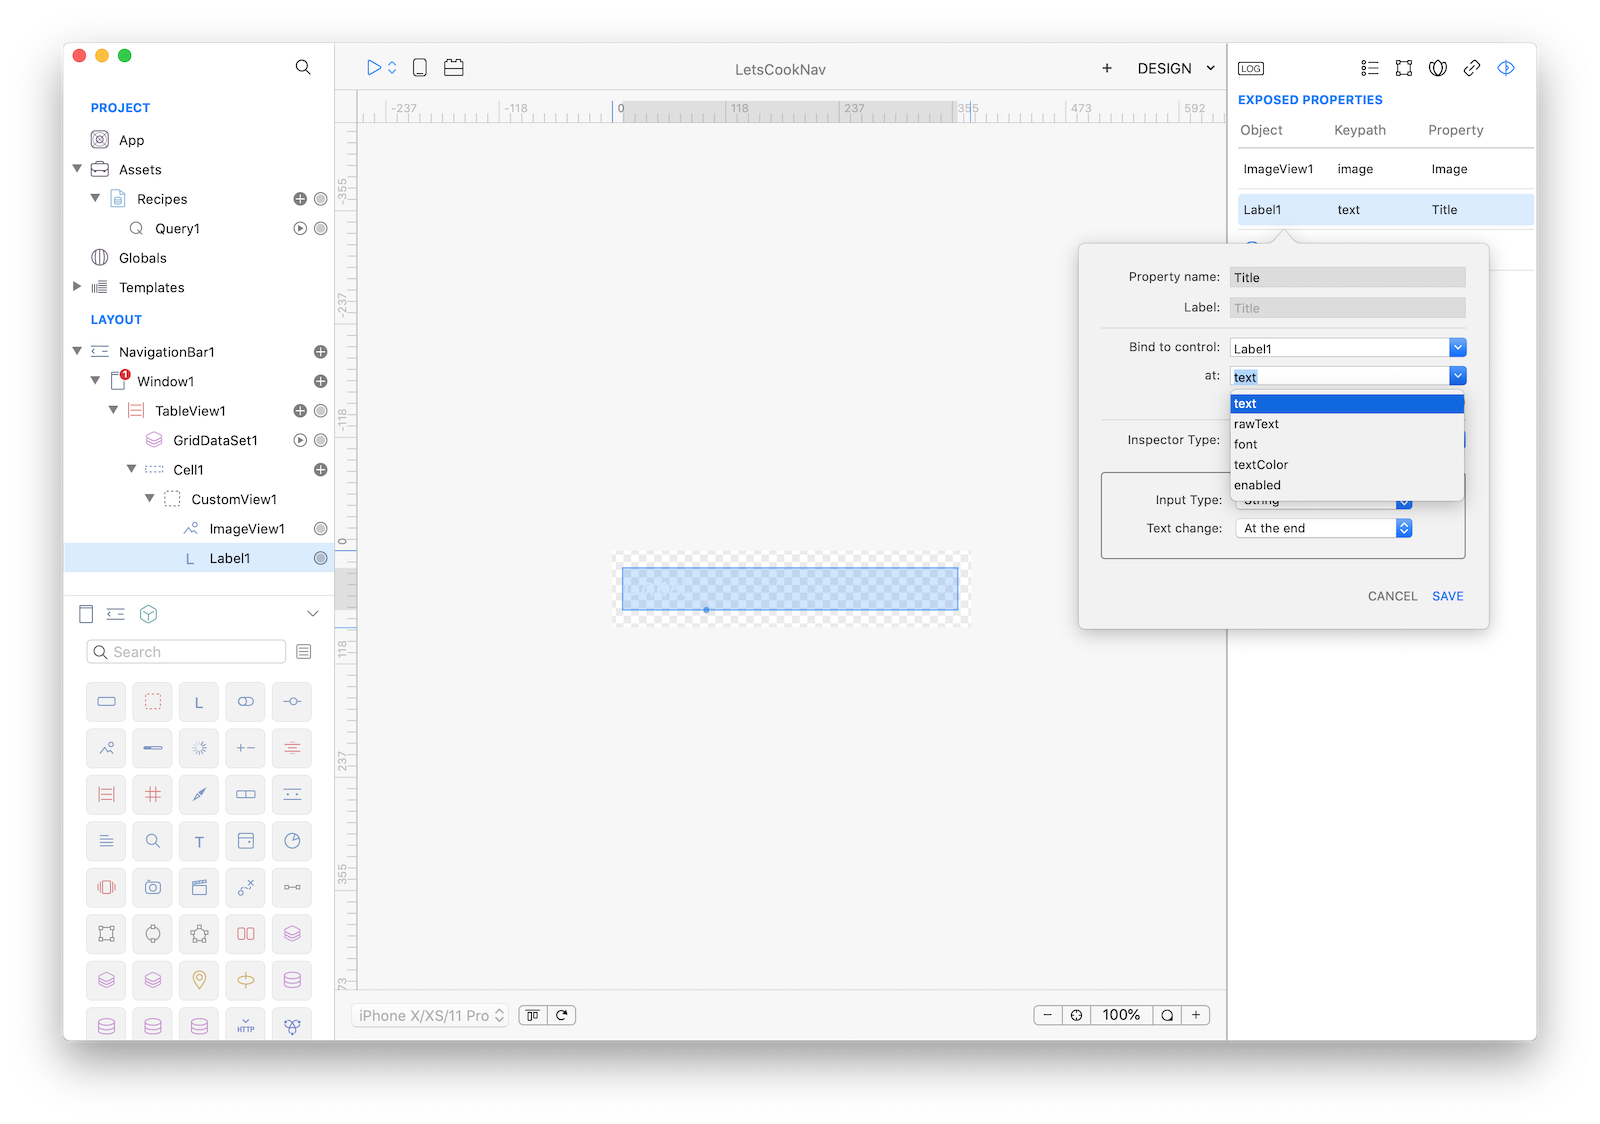 LetsCookNav
DESIGN
LOG
PROJECT
App
Assets
Recipes
Query1
Globals
Templates
LAYOUT
NavigationBar1
1
Window1
TableView1
GridDataSet1
Cell1
CustomView1
ImageView1
L Label1
Search
L
T
HTTP
-237 -118 0 118 237 355 473 592
-355
-237
-118
0
118
237
355
73
iPhone X/XS/11 Pro
100%
EXPOSED PROPERTIES
Object Keypath Property
ImageView1 image Image
Label1 text Title
Property name: Title
Label: Title
Bind to control: Label1
at: text
text
rawText
font
textColor
enabled
Inspector Type:
Input Type: String
Text change: At the end
CANCEL SAVE